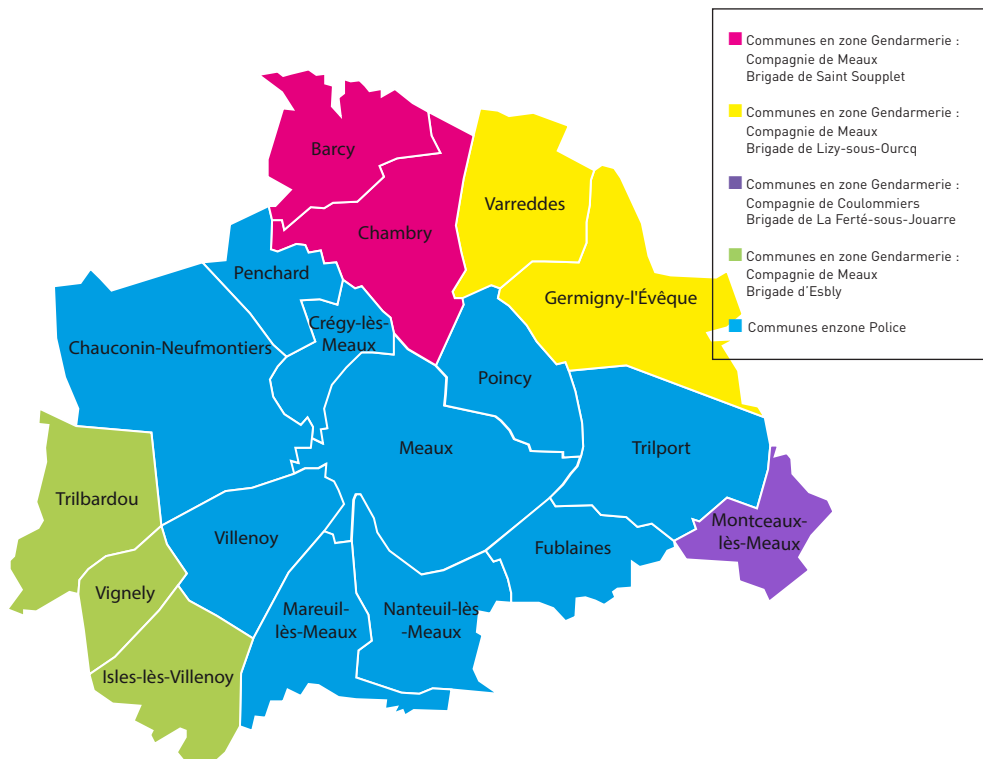 Communes en zone Gendarmerie :
Compagnie de Meaux
Brigade de Saint Soupplet
Communes en zone Gendarmerie :
Compagnie de Meaux
Brigade de Lizy-sous-Ourcq
Communes en zone Gendarmerie :
Compagnie de Coulommiers
Brigade de La Ferté-sous-Jouarre
Communes en zone Gendarmerie :
Compagnie de Meaux
Brigade d'Esbly
Communes enzone Police
Barcy
Varreddes
Chambry
Penchard
Germigny-l'Évêque
Crégy-lès-
Meaux
Chauconin-Neufmontiers
Poincy
Meaux
Trilport
Trilbardou
Montceaux-
lès-Meaux
Villenoy
Fublaines
Vignely
Mareuil-
lès-Meaux
Nanteuil-lès
-Meaux
Isles-lès-Villenoy